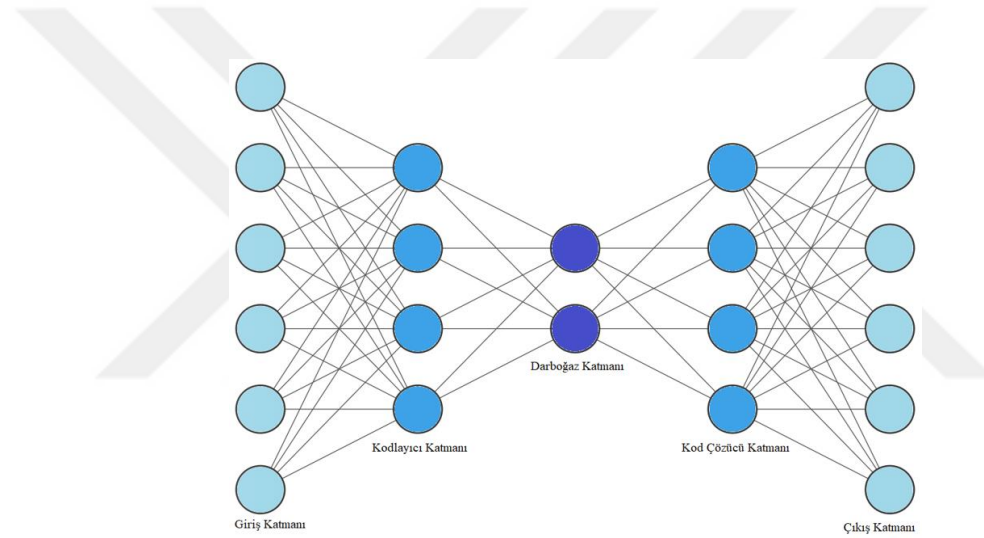 Darboğaz Katmanı
Kodlayıcı Katmanı
Kod Çözücü Katmanı
Giriş Katmanı
Çıkış Katmanı